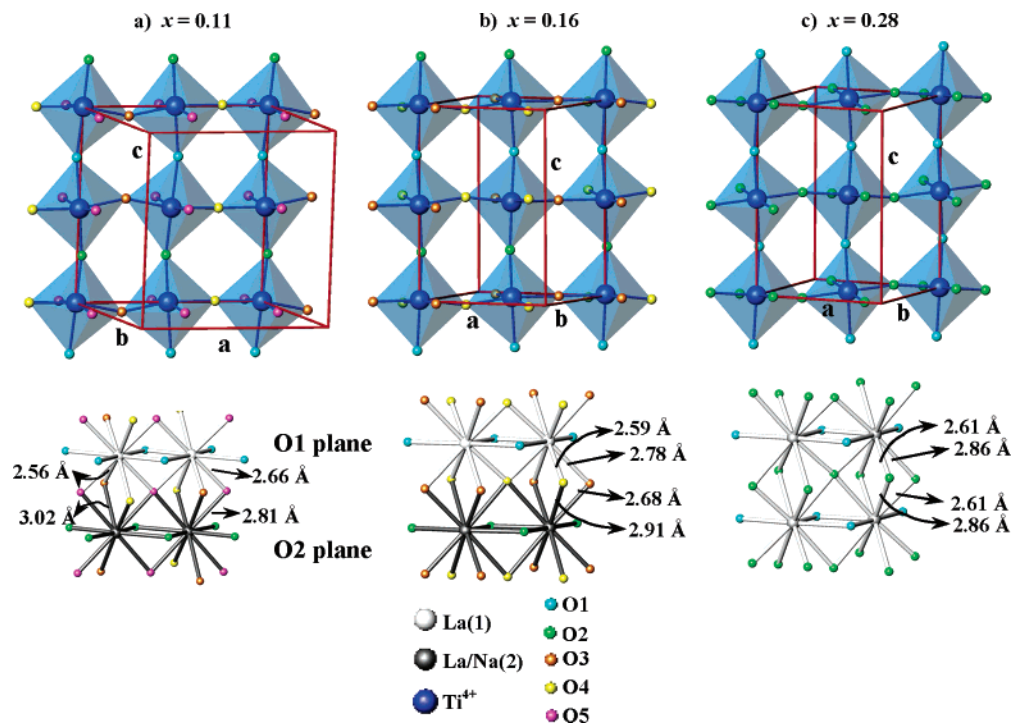 a) x = 0.11
b) x = 0.16
c) x = 0.28
c
b
a
c
a
b
c
a
b
O1 plane
2.56 Å
2.66 Å
3.02 Å
2.81 Å
O2 plane
2.59 Å
2.78 Å
2.68 Å
2.91 Å
2.61 Å
2.86 Å
2.61 Å
2.86 Å
La(1)
La/Na(2)
Ti4+
O1
O2
O3
O4
O5